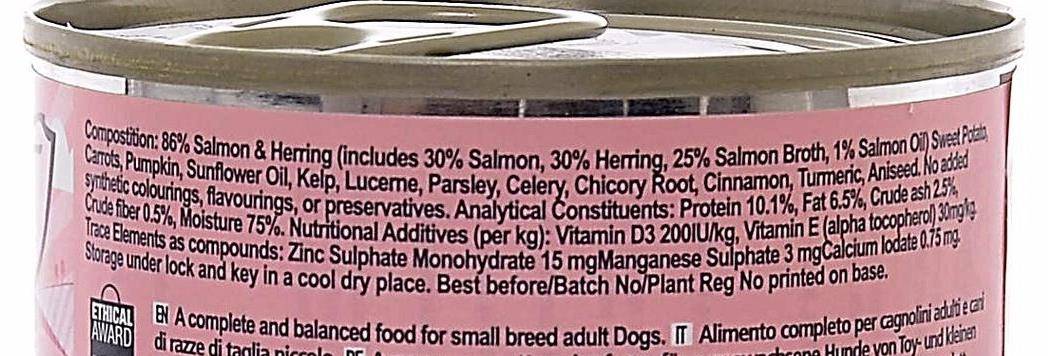 Compostition: 86% Salmon & Herring (includes 30% Salmon, 30% Herring, 25% Salmon Broth, 1% Salmon Oil) Sweet Potato,
Carrots, Pumpkin, Sunflower Oil, Kelp, Lucerne, Parsley, Celery, Chicory Root, Cinnamon, Turmeric, Aniseed. No added
synthetic colourings, flavourings, or preservatives. Analytical Constituents: Protein 10.1%, Fat 6.5%, Crude ash 2.5%,
Crude fiber 0.5%, Moisture 75%. Nutritional Additives (per kg): Vitamin D3 200IU/kg, Vitamin E (alpha tocopherol) 30mg/kg.
Trace Elements as compounds: Zinc Sulphate Monohydrate 15 mgManganese Sulphate 3 mgCalcium Iodate 0.75 mg.
Storage under lock and key in a cool dry place. Best before/Batch No/Plant Reg No printed on base.
ETHICAL
AWARD
EN A complete and balanced food for small breed adult Dogs. IT Alimento completo per cagnolini adulti e cani
di razze di taglia piccola. Hunde von Toy- und kleinen